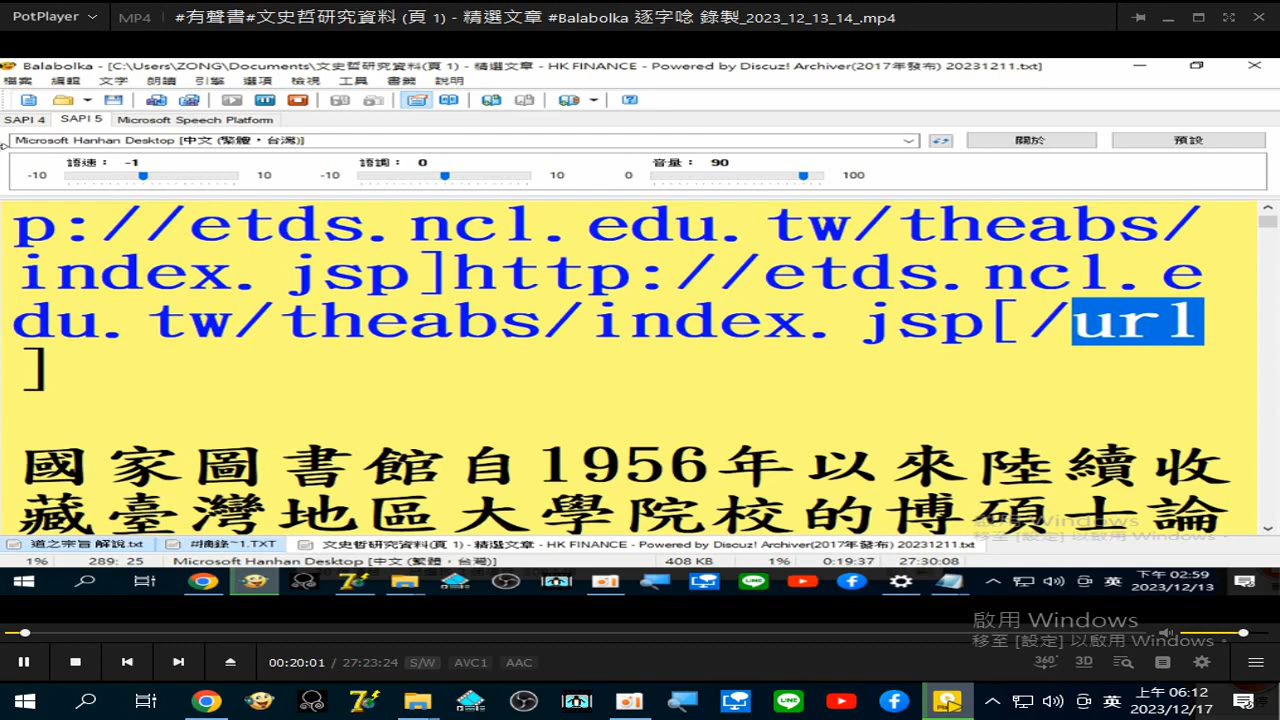 PotPlayer MP4 #有聲書#文史哲研究資料 (頁 1) - 精選文章 #Balabolka 逐字唸 錄製_2023_12_13_14_.mp4
Balabolka - [C:\Users\ZONG\Documents\文史哲研究資料(頁 1) - 精選文章 - HK FINANCE - Powered by Discuz! Archiver(2017年發布) 20231211.txt]
檔案 編輯 文字 朗讀 引擎 選項 檢視 工具 書籤 說明
SAPI 4 SAPI 5 Microsoft Speech Platform
Microsoft Hanhan Desktop [中文 (繁體，台灣)] 關於 預設
語速： -1 語調： 0 音量： 90
-10 10 -10 10 0 100
p://etds.ncl.edu.tw/theabs/
index.jsp]http://etds.ncl.e
du.tw/theabs/index.jsp[/url
]
國家圖書館自1956年以來陸續收
藏臺灣地區大學院校的博碩士論
啟用 Windows
移至 [設定] 以啟用 Windows。
道之宗旨 解說.txt #摘錄~1.TXT 文史哲研究資料(頁 1) - 精選文章 - HK FINANCE - Powered by Discuz! Archiver(2017年發布) 20231211.txt
1% 289: 25 Microsoft Hanhan Desktop [中文 (繁體，台灣)] 408 KB 1% 0:19:37 27:30:08
英 下午 02:59
2023/12/13
啟用 Windows
移至 [設定] 以啟用 Windows。
00:20:01 / 27:23:24 S/W AVC1 AAC 360° 3D
英 上午 06:12
2023/12/17